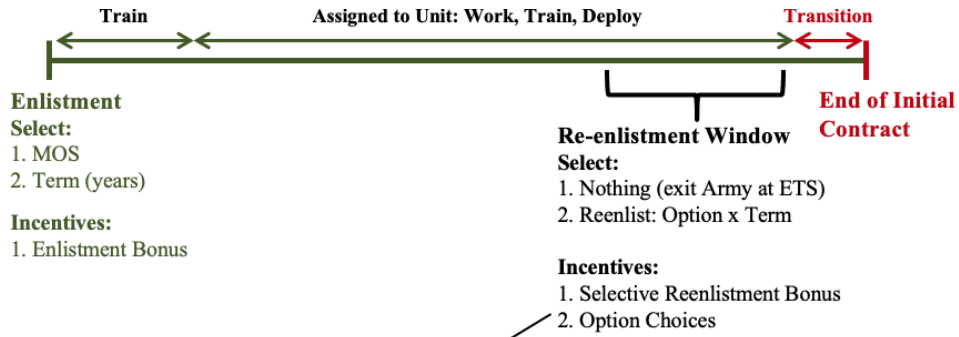 Train
Assigned to Unit: Work, Train, Deploy
Transition
Enlistment
Select:
1. MOS
2. Term (years)
Incentives:
1. Enlistment Bonus
Re-enlistment Window
Select:
1. Nothing (exit Army at ETS)
2. Reenlist: Option x Term
Incentives:
1. Selective Reenlistment Bonus
2. Option Choices
End of Initial
Contract